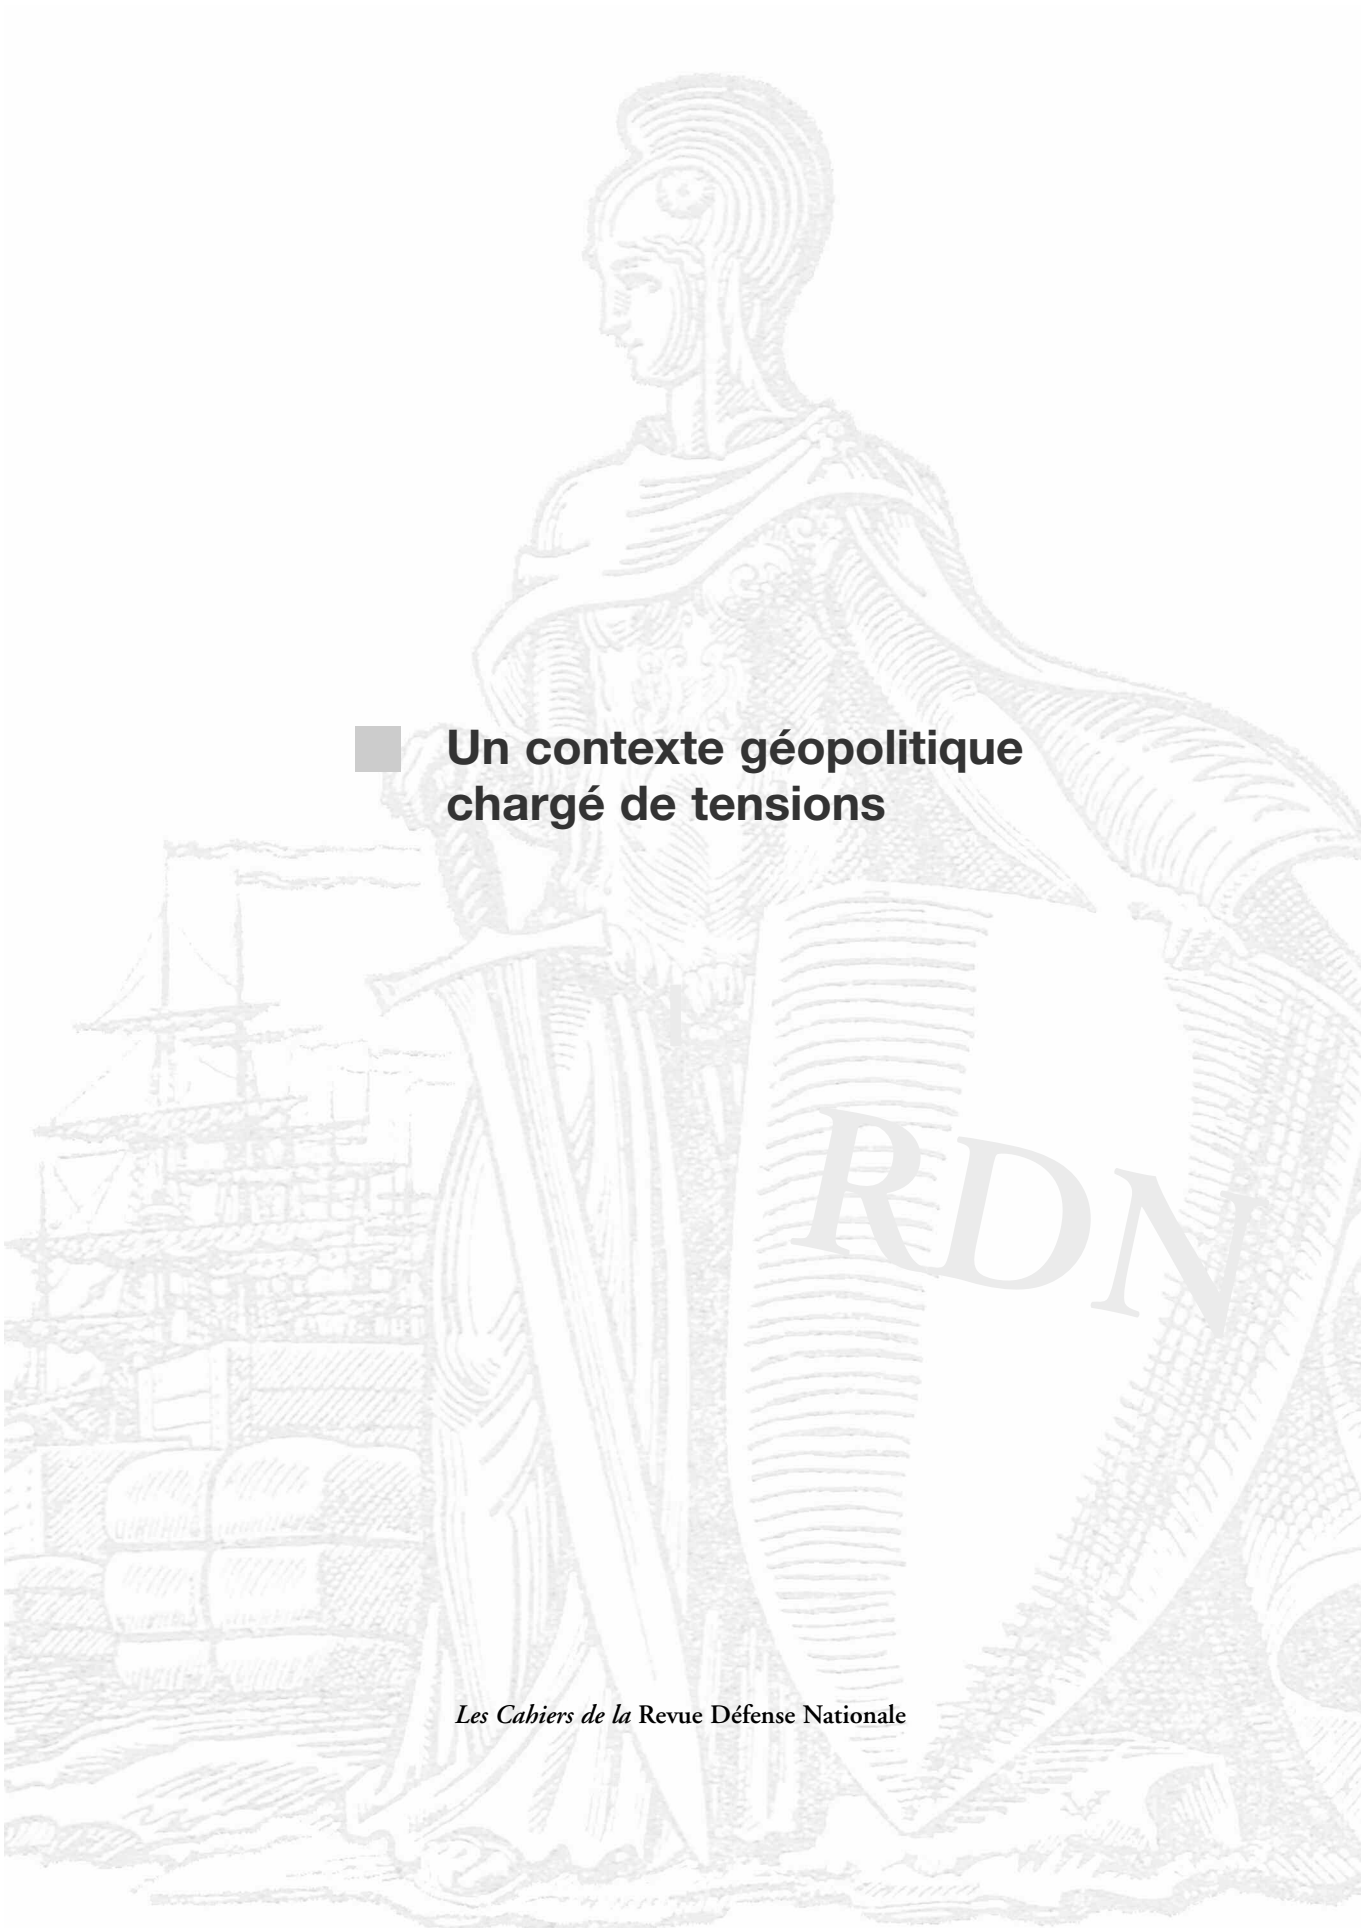 Un contexte géopolitique
chargé de tensions
RDN
Les Cahiers de la Revue Défense Nationale